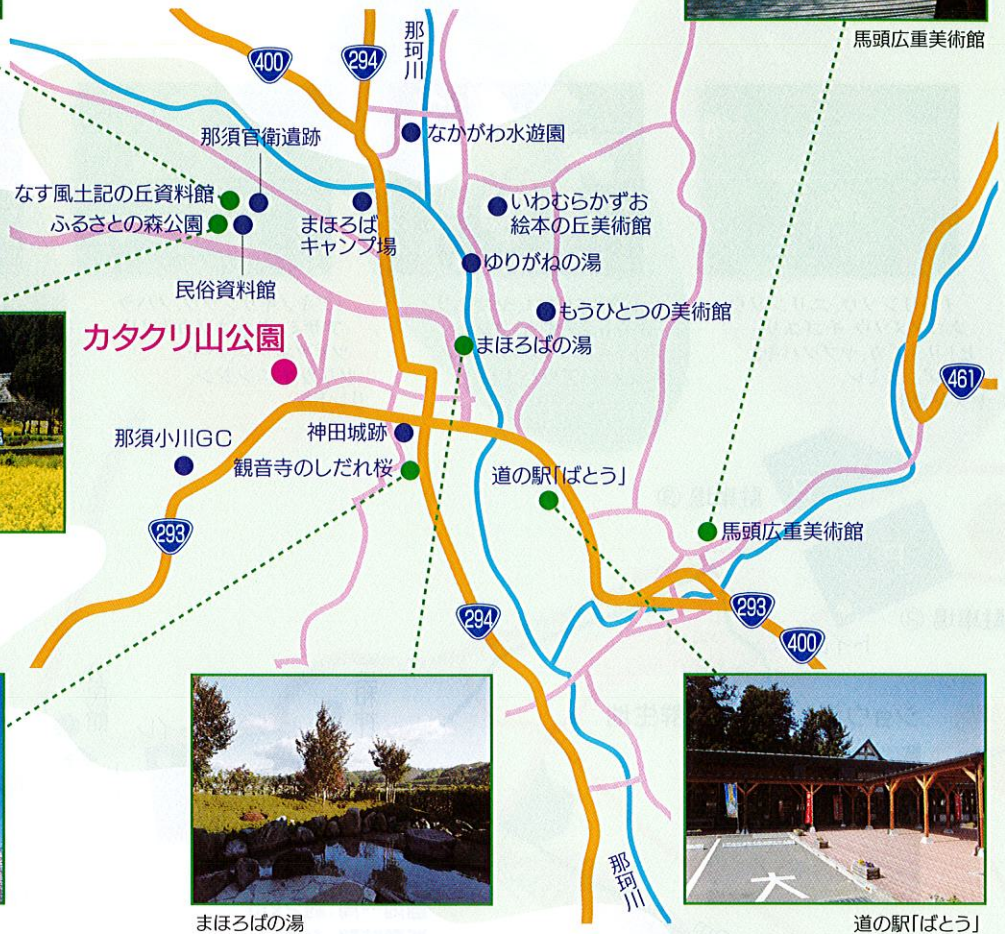 馬頭広重美術館
那珂川
400
294
なかがわ水遊園
那須官衙遺跡
なす風土記の丘資料館
ふるさとの森公園
まほろば
キャンプ場
いわむらかずお
絵本の丘美術館
民俗資料館
ゆりがねの湯
もうひとつの美術館
カタクリ山公園
まほろばの湯
461
那須小川GC
神田城跡
観音寺のしだれ桜
道の駅「ばとう」
293
馬頭広重美術館
294
293
400
大
那珂川
まほろばの湯
道の駅「ばとう」